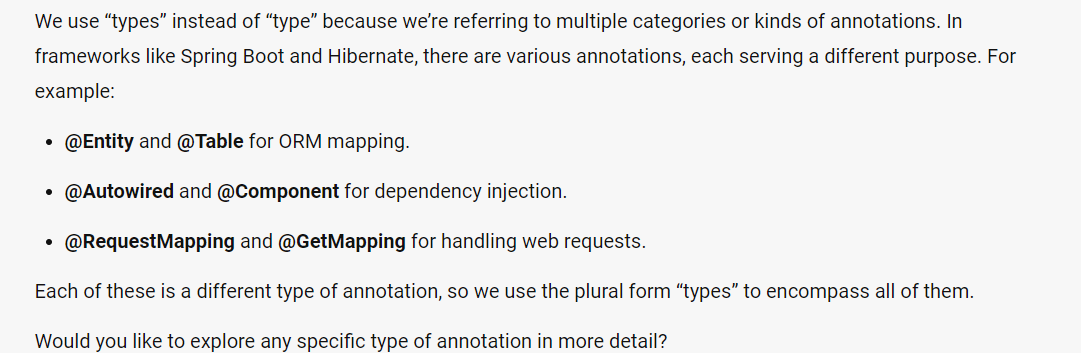 We use “types” instead of “type” because we’re referring to multiple categories or kinds of annotations. In
frameworks like Spring Boot and Hibernate, there are various annotations, each serving a different purpose. For
example:
• @Entity and @Table for ORM mapping.
• @Autowired and @Component for dependency injection.
• @RequestMapping and @GetMapping for handling web requests.
Each of these is a different type of annotation, so we use the plural form “types” to encompass all of them.
Would you like to explore any specific type of annotation in more detail?